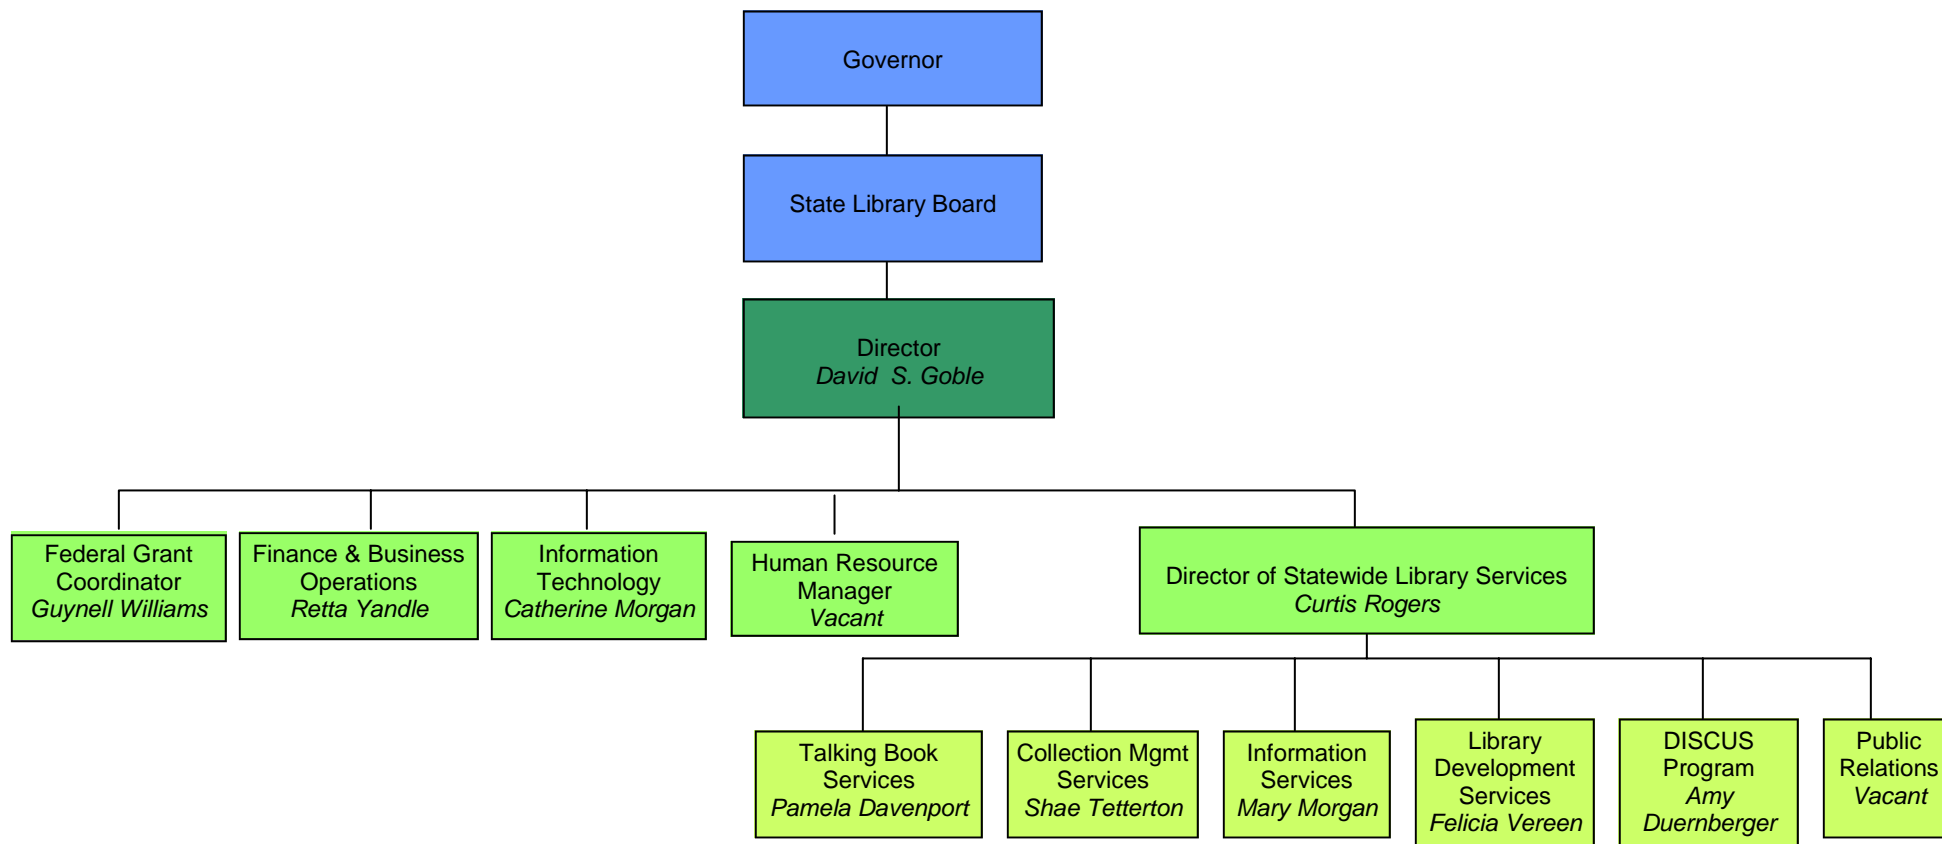 Governor
State Library Board
Director
David  S. Goble
Federal Grant
Coordinator
Guynell Williams
Finance & Business
Operations
Retta Yandle
Information
Technology
Catherine Morgan
Human Resource
Manager
Vacant
Director of Statewide Library Services
Curtis Rogers
Talking Book
Services
Pamela Davenport
Collection Mgmt
Services
Shae Tetterton
Information
Services
Mary Morgan
Library
Development
Services
Felicia Vereen
DISCUS
Program
Amy
Duernberger
Public
Relations
Vacant